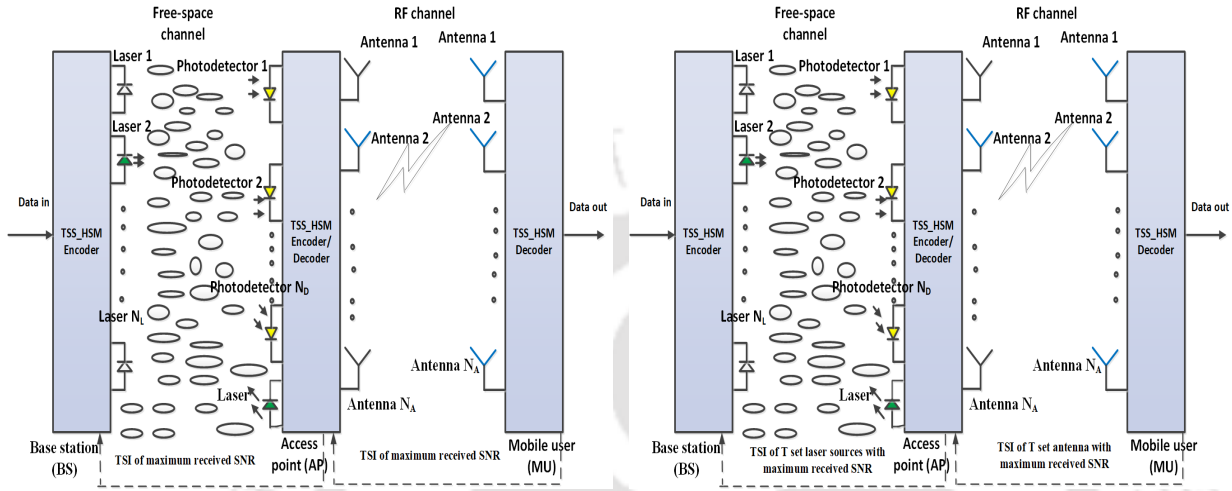 Free-space
channel
RF channel
Laser 1
Photodetector 1
Antenna 1
Antenna 1
Laser 2
Antenna 2
Antenna 2
Photodetector 2
Data in
TSS_HSM
Encoder
TSS_HSM
Encoder/
Decoder
TSS_HSM
Decoder
Data out
Photodetector N_D
Laser N_L
Antenna N_A
Laser
Antenna N_A
Base station
(BS)
TSI of maximum received SNR
Access
point (AP)
TSI of maximum received SNR
Mobile user
(MU)
Free-space
channel
RF channel
Laser 1
Photodetector 1
Antenna 1
Antenna 1
Laser 2
Antenna 2
Antenna 2
Photodetector 2
Data in
TSS_HSM
Encoder
TSS_HSM
Encoder/
Decoder
TSS_HSM
Decoder
Data out
Photodetector N_D
Laser N_L
Antenna N_A
Laser
Antenna N_A
Base station
(BS)
TSI of T set laser sources with
maximum received SNR
Access
point (AP)
TSI of T set antenna with
maximum received SNR
Mobile user
(MU)